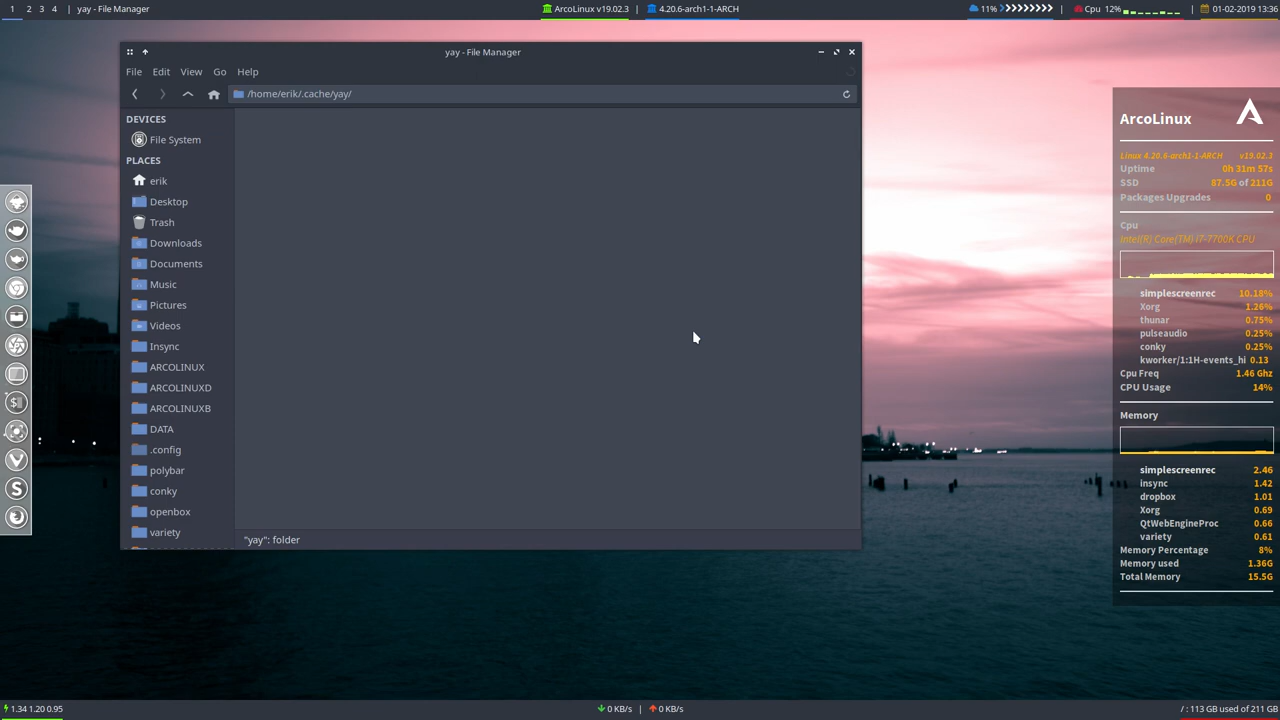 1 2 3 4 | yay - File Manager
ArcoLinux v19.02.3 | 4.20.6-arch1-1-ARCH
11% | Cpu 12% | 01-02-2019 13:36
yay - File Manager
File Edit View Go Help
/home/erik/.cache/yay/
DEVICES
File System
PLACES
erik
Desktop
Trash
Downloads
Documents
Music
Pictures
Videos
Insync
ARCOLINUX
ARCOLINUXD
ARCOLINUXB
DATA
.config
polybar
conky
openbox
variety
"yay": folder
ArcoLinux
Linux 4.20.6-arch1-1-ARCH v19.02.3
Uptime 0h 31m 57s
SSD 87.5G of 211G
Packages Upgrades 0
Cpu
Intel(R) Core(TM) i7-7700K CPU
simplescreenrec 10.18%
Xorg 1.26%
thunar 0.75%
pulseaudio 0.25%
conky 0.25%
kworker/1:1H-events_hi 0.13
Cpu Freq 1.46 Ghz
CPU Usage 14%
Memory
simplescreenrec 2.46
insync 1.42
dropbox 1.01
Xorg 0.69
QtWebEngineProc 0.66
variety 0.61
Memory Percentage 8%
Memory used 1.36G
Total Memory 15.5G
1.34 1.20 0.95
0 KB/s | 0 KB/s
/ : 113 GB used of 211 GB